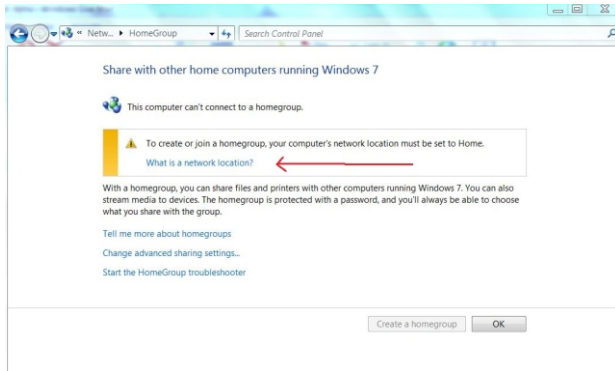 « Netw... ▸ HomeGroup
Search Control Panel
Share with other home computers running Windows 7
This computer can't connect to a homegroup.
To create or join a homegroup, your computer's network location must be set to Home.
What is a network location?
With a homegroup, you can share files and printers with other computers running Windows 7. You can also
stream media to devices. The homegroup is protected with a password, and you'll always be able to choose
what you share with the group.
Tell me more about homegroups
Change advanced sharing settings...
Start the HomeGroup troubleshooter
Create a homegroup
OK